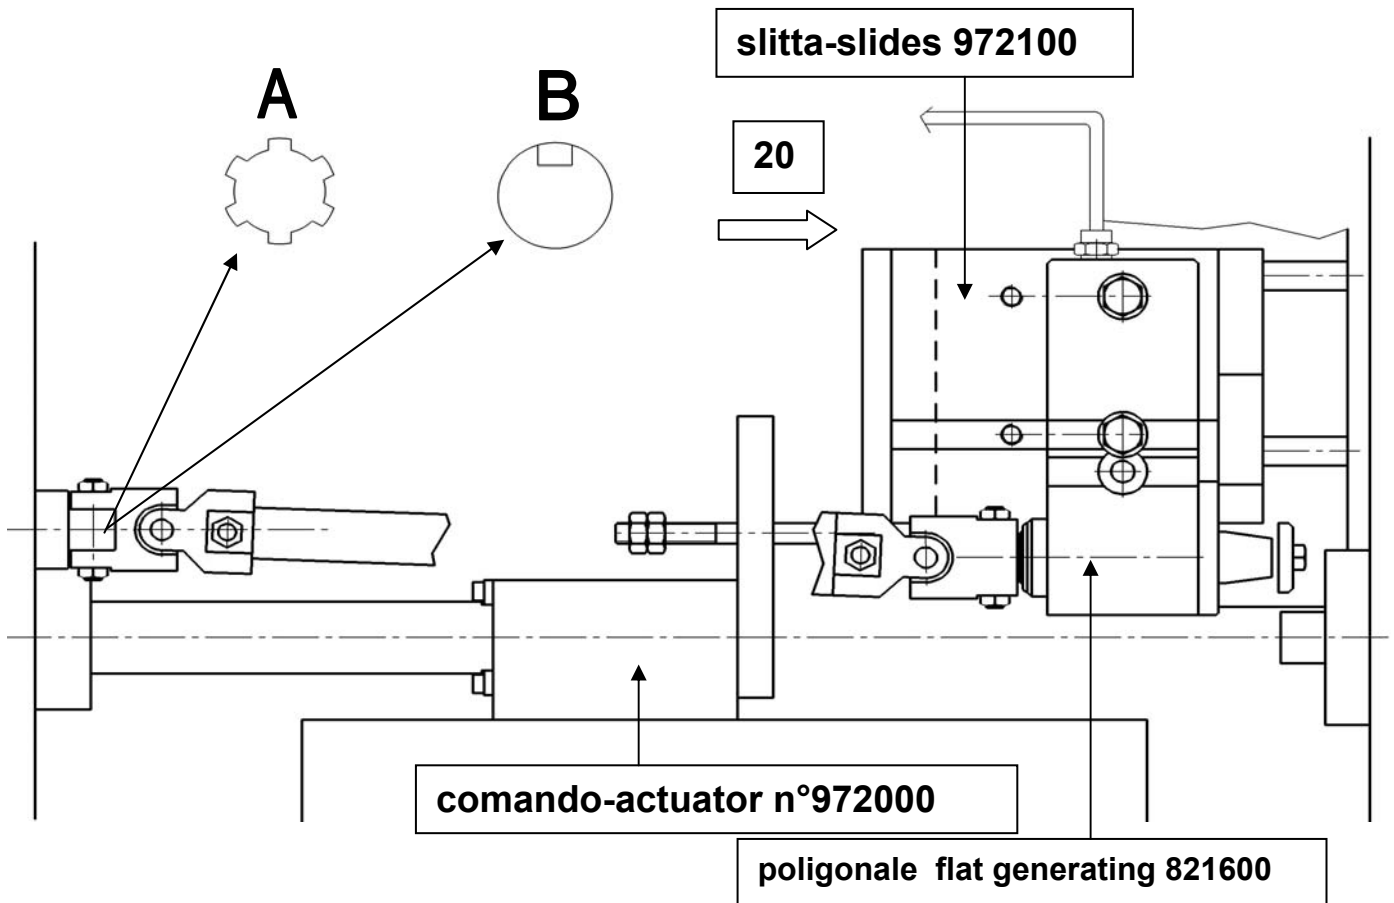 slitta-slides 972100
A
B
20
comando-actuator n°972000
poligonale  flat generating 821600